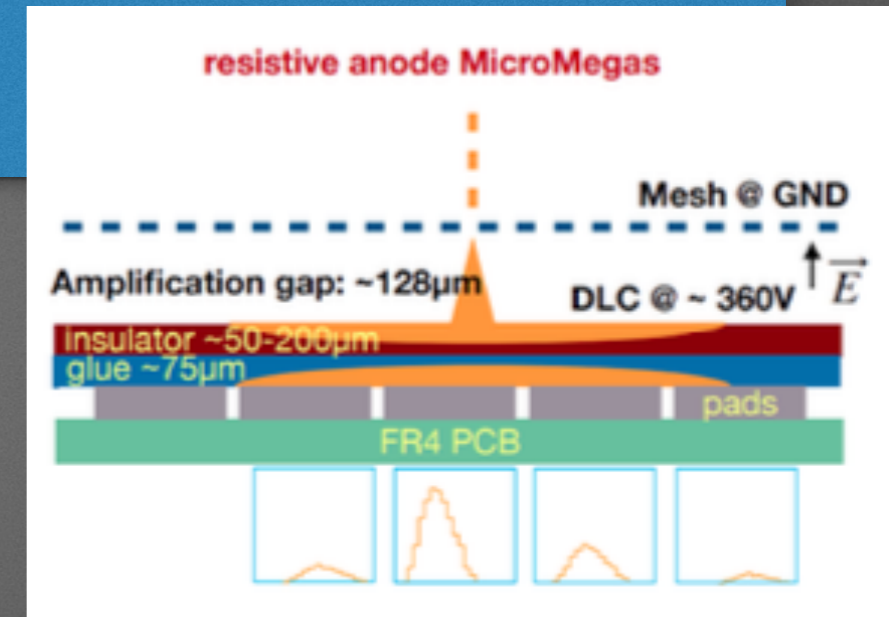 resistive anode MicroMegas
Mesh @ GND
Amplification gap: ~128µm
DLC @ ~ 360V
E
insulator ~50-200µm
glue ~75µm
pads
FR4 PCB